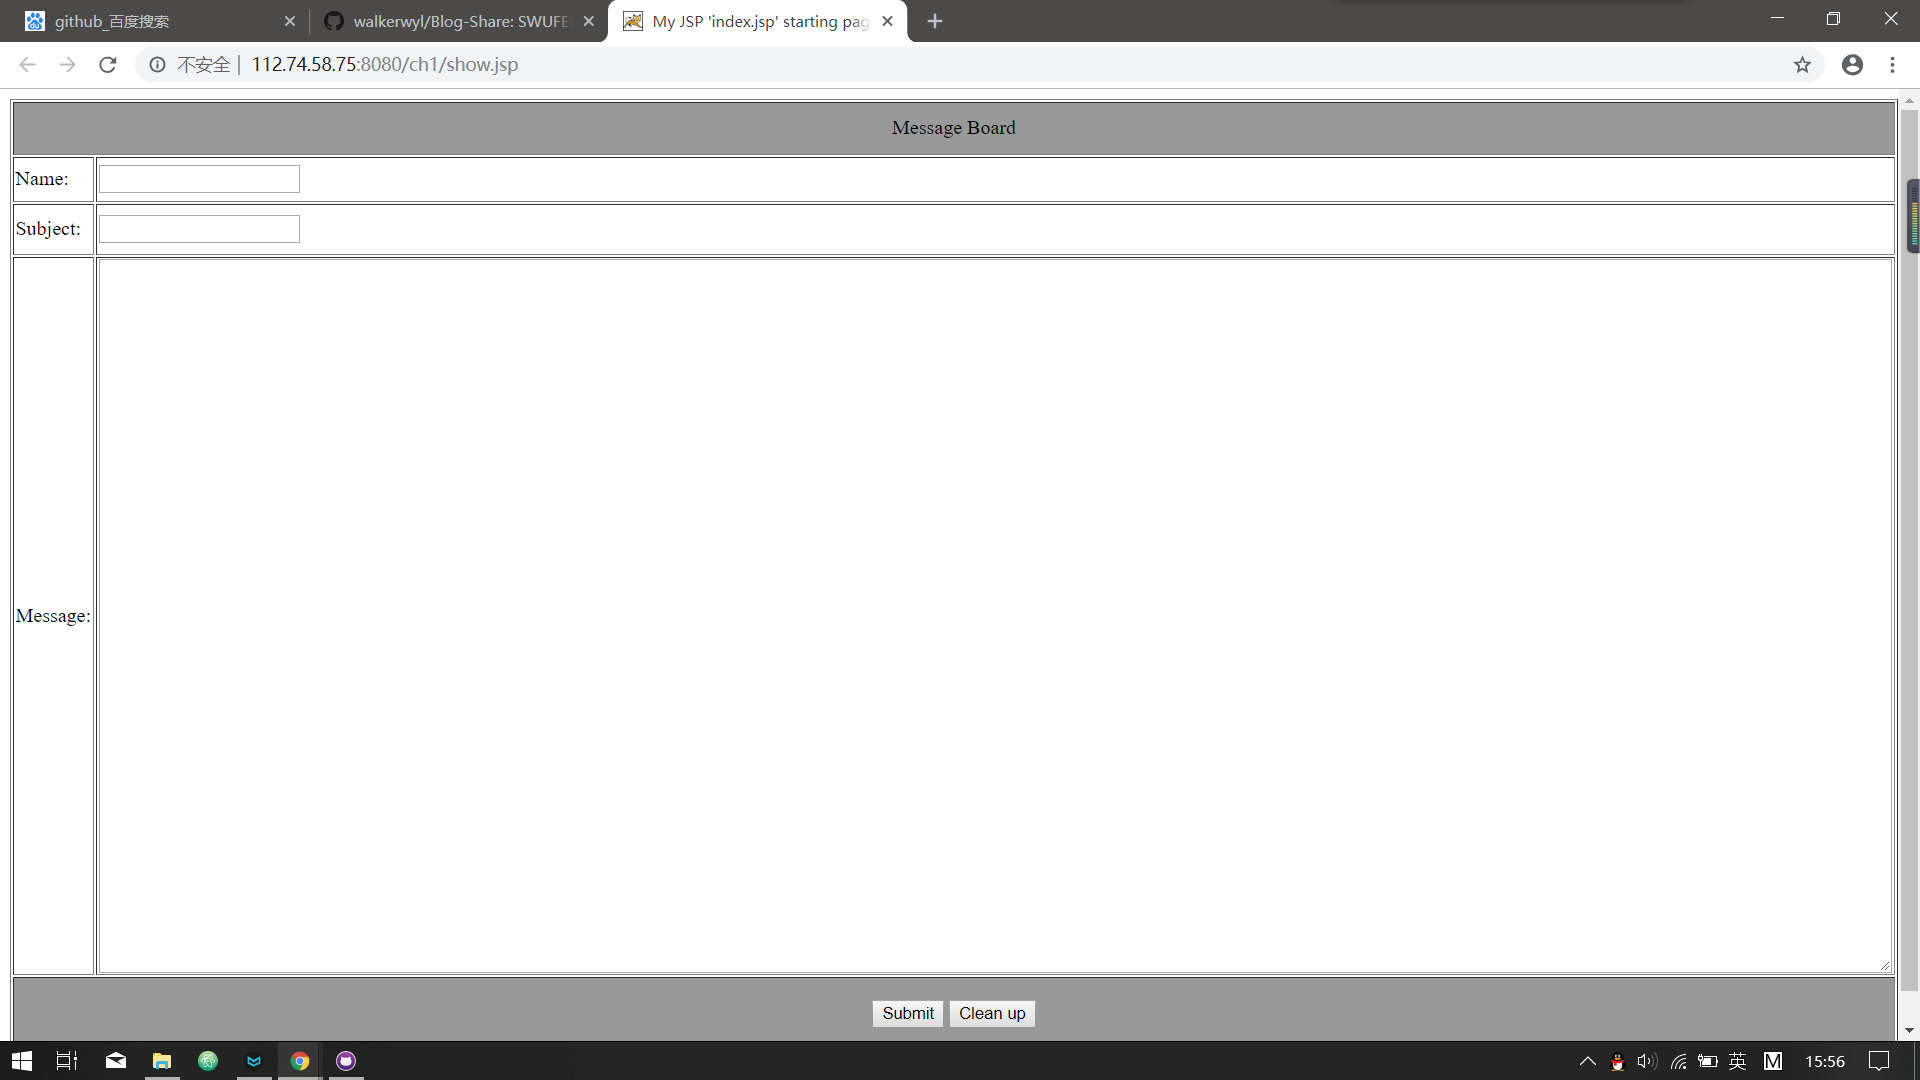 github_百度搜索
walkerwyl/Blog-Share: SWUFE
My JSP 'index.jsp' starting pag
不安全 | 112.74.58.75:8080/ch1/show.jsp
Message Board
Name:
Subject:
Message:
Submit Clean up
英 M 15:56